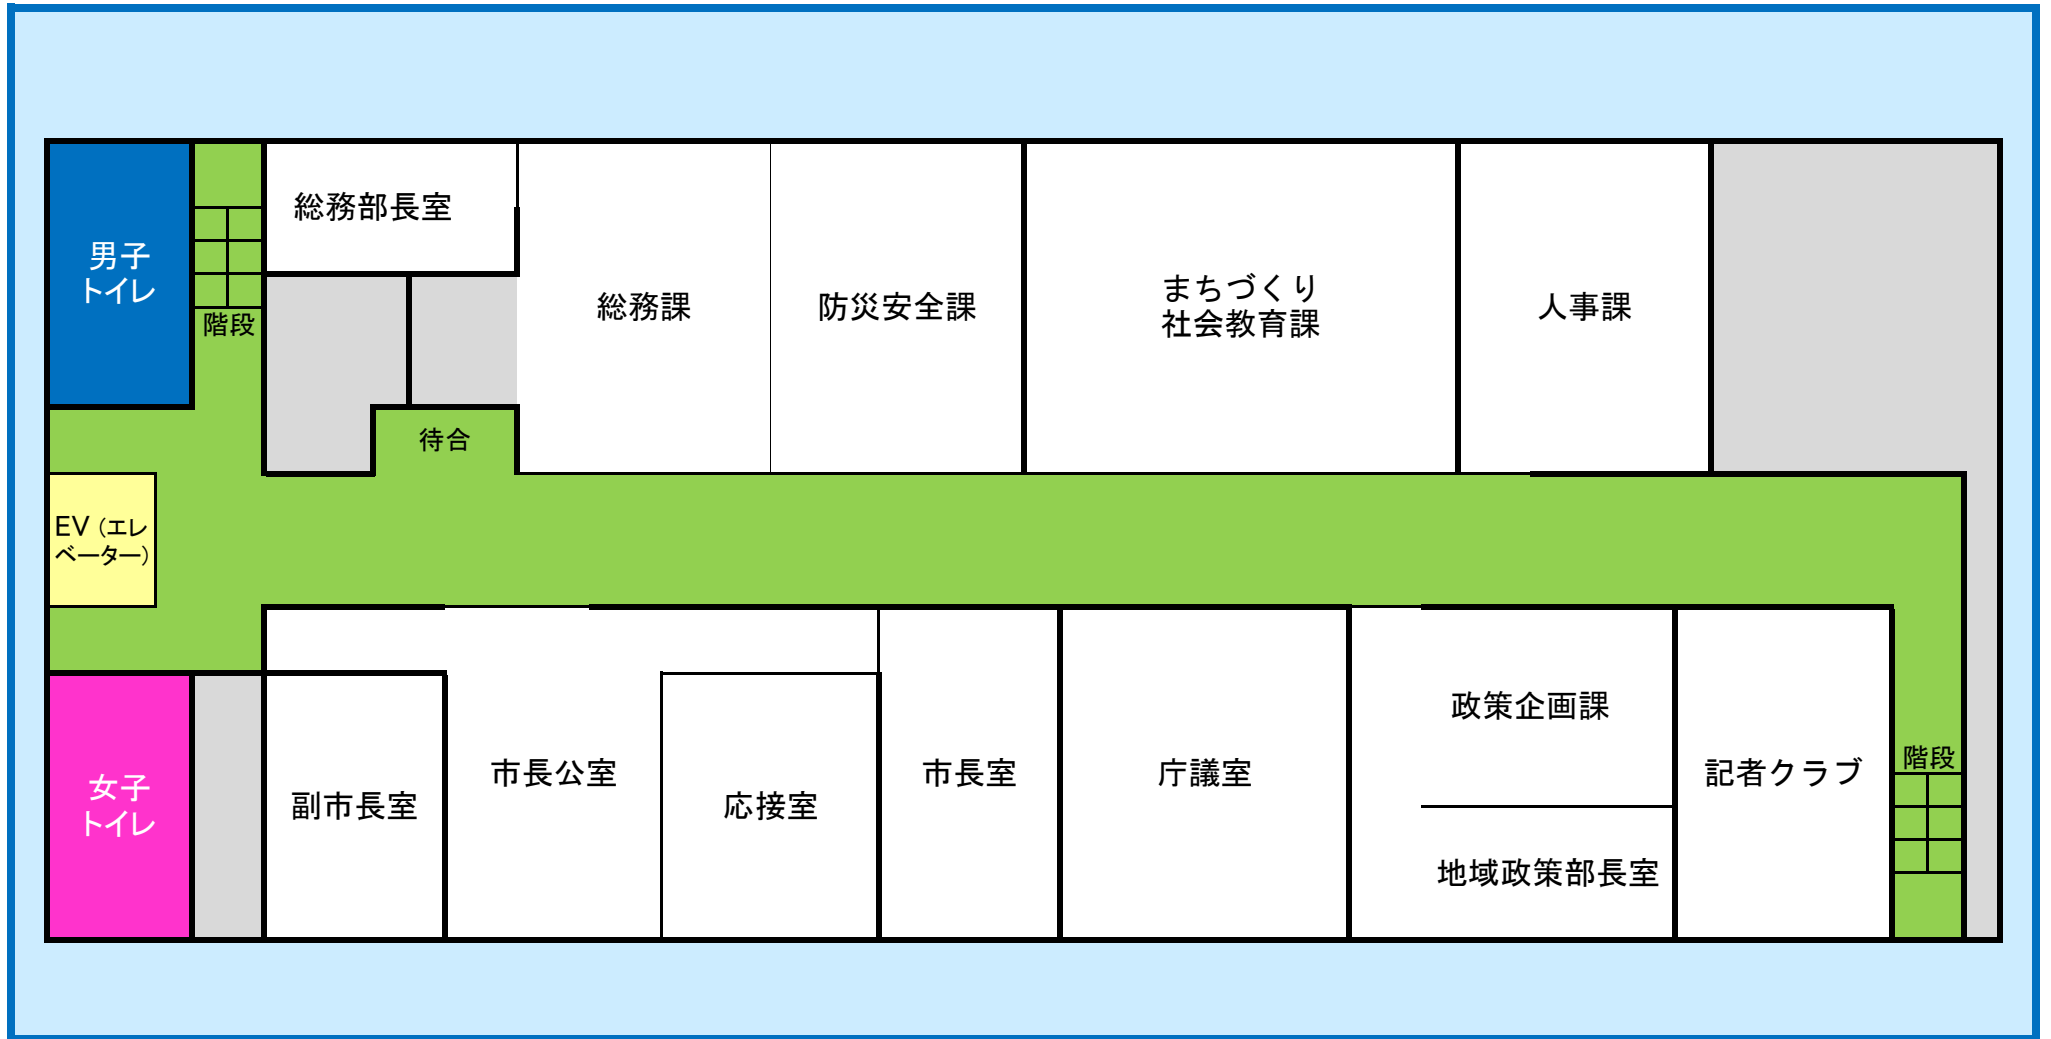 総務部長室
男子
トイレ
階段
総務課
防災安全課
まちづくり
社会教育課
人事課
待合
EV（エレ
ベーター）
女子
トイレ
副市長室
市長公室
応接室
市長室
庁議室
政策企画課
地域政策部長室
記者クラブ
階段